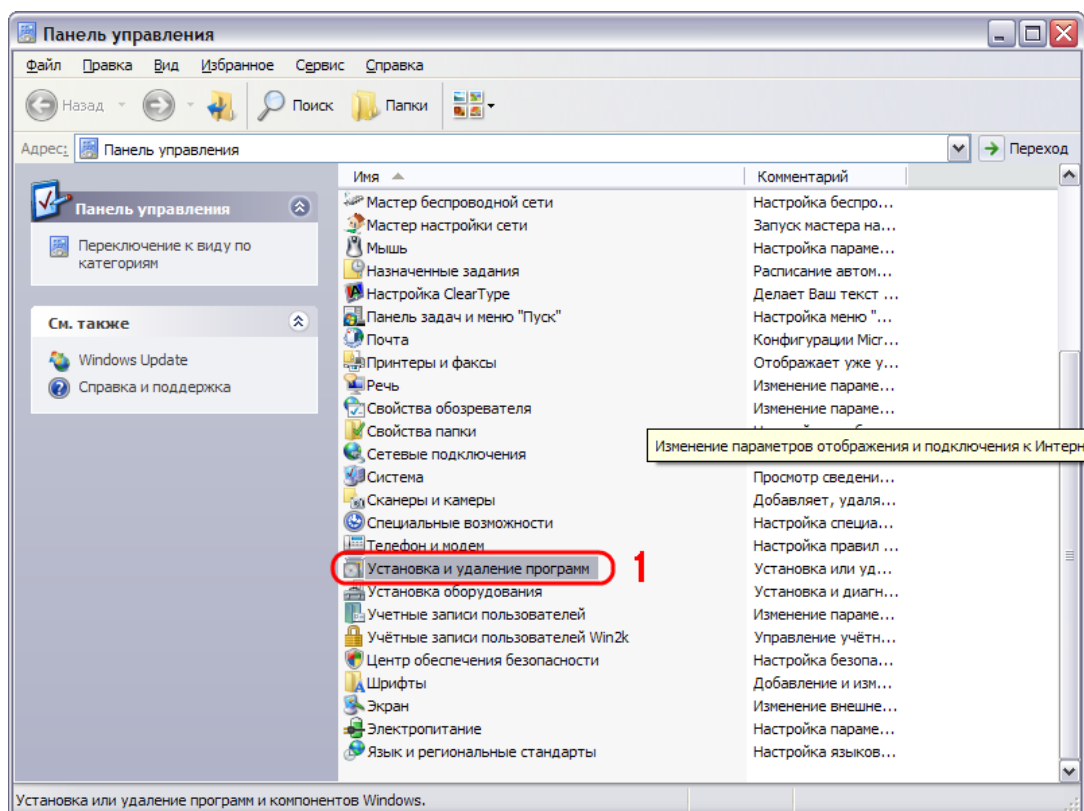 Панель управления
Файл Правка Вид Избранное Сервис Справка
Назад Поиск Папки
Адрес: Панель управления Переход
Панель управления
Переключение к виду по
категориям
См. также
Windows Update
Справка и поддержка
Имя Комментарий
Мастер беспроводной сети Настройка беспро...
Мастер настройки сети Запуск мастера на...
Мышь Настройка параме...
Назначенные задания Расписание автом...
Настройка ClearType Делает Ваш текст ...
Панель задач и меню "Пуск" Настройка меню "...
Почта Конфигурации Micr...
Принтеры и факсы Отображает уже у...
Речь Изменение параме...
Свойства обозревателя Изменение параме...
Свойства папки
Изменение параметров отображения и подключения к Интерн
Сетевые подключения
Система Просмотр сведени...
Сканеры и камеры Добавляет, удаля...
Специальные возможности Настройка специа...
Телефон и модем Настройка правил ...
Установка и удаление программ 1 Установка или уд...
Установка оборудования Установка и диагн...
Учетные записи пользователей Изменение параме...
Учётные записи пользователей Win2k Управление учётн...
Центр обеспечения безопасности Настройка безопа...
Шрифты Добавление и изм...
Экран Изменение внешне...
Электропитание Настройка параме...
Язык и региональные стандарты Настройка языков...
Установка или удаление программ и компонентов Windows.